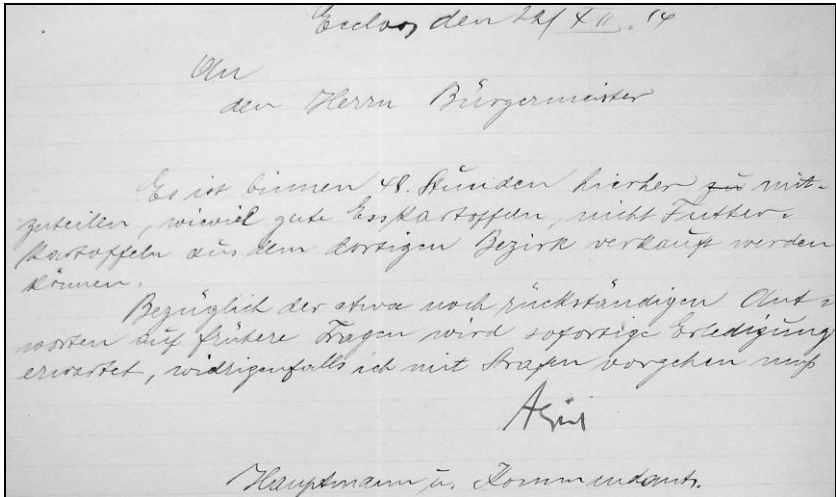 Eecloo, den 22/XII. 14
An
den Herrn Bürgermeister
Es ist binnen 48. Stunden hierher zu mit-
zuteilen, wieviel gute Esskartoffeln, nicht Futter-
kartoffeln aus dem dortigen Bezirk verkauft werden
können.
Bezüglich der etwa noch rückständigen Ant-
worten auf frühere Fragen wird sofortige Erledigung
erwartet, widrigenfalls ich mit Strafen vorgehen muß
Hauptmann u. Kommandant.